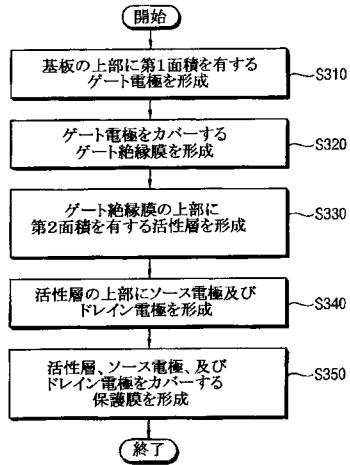 開始
基板の上部に第1面積を有する
ゲート電極を形成
S310
ゲート電極をカバーする
ゲート絶縁膜を形成
S320
ゲート絶縁膜の上部に
第2面積を有する活性層を形成
S330
活性層の上部にソース電極及び
ドレイン電極を形成
S340
活性層、ソース電極、及び
ドレイン電極をカバーする
保護膜を形成
S350
終了